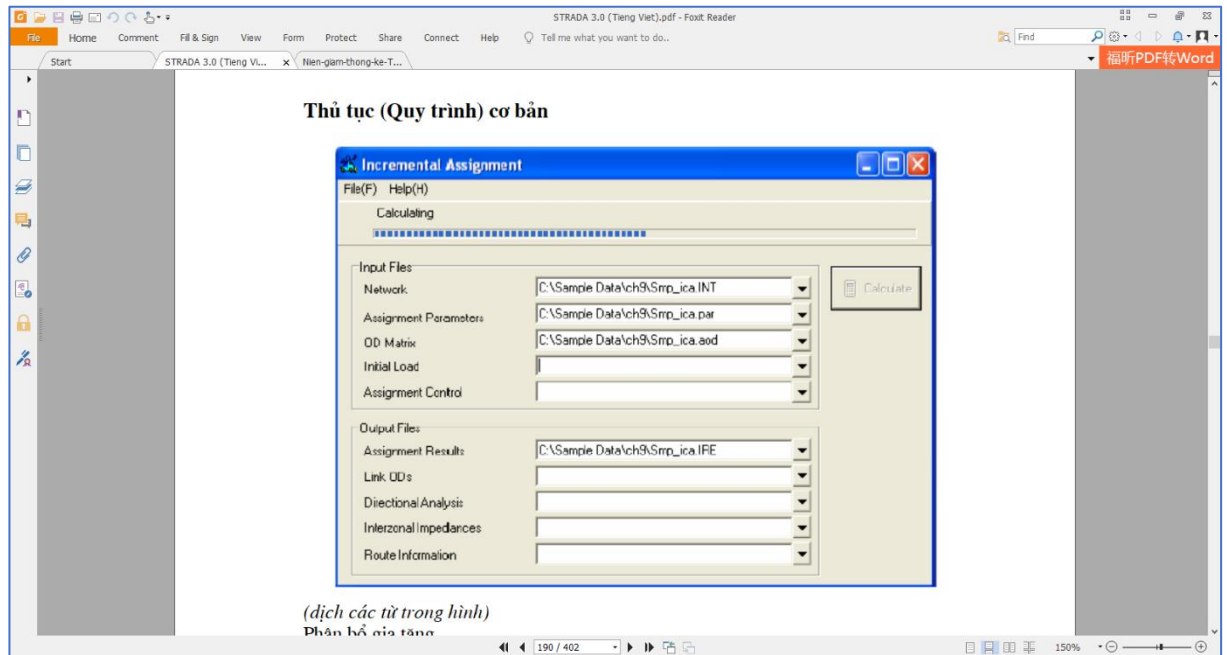 STRADA 3.0 (Tieng Viet).pdf - Foxit Reader
File Home Comment Fill & Sign View Form Protect Share Connect Help Tell me what you want to do.. Find
Start STRADA 3.0 (Tieng Vi... x Nien-giam-thong-ke-T... 福昕PDF转Word
Thủ tục (Quy trình) cơ bản
Incremental Assignment
File(F) Help(H)
Calculating
Input Files
Network C:\Sample Data\ch9\Smp_ica.INT Calculate
Assignment Parameters C:\Sample Data\ch9\Smp_ica.par
OD Matrix C:\Sample Data\ch9\Smp_ica.aod
Initial Load
Assignment Control
Output Files
Assignment Results C:\Sample Data\ch9\Smp_ica.IRE
Link ODs
Directional Analysis
Interzonal Impedances
Route Information
(dịch các từ trong hình)
Phân bổ gia tăng
190 / 402 150%